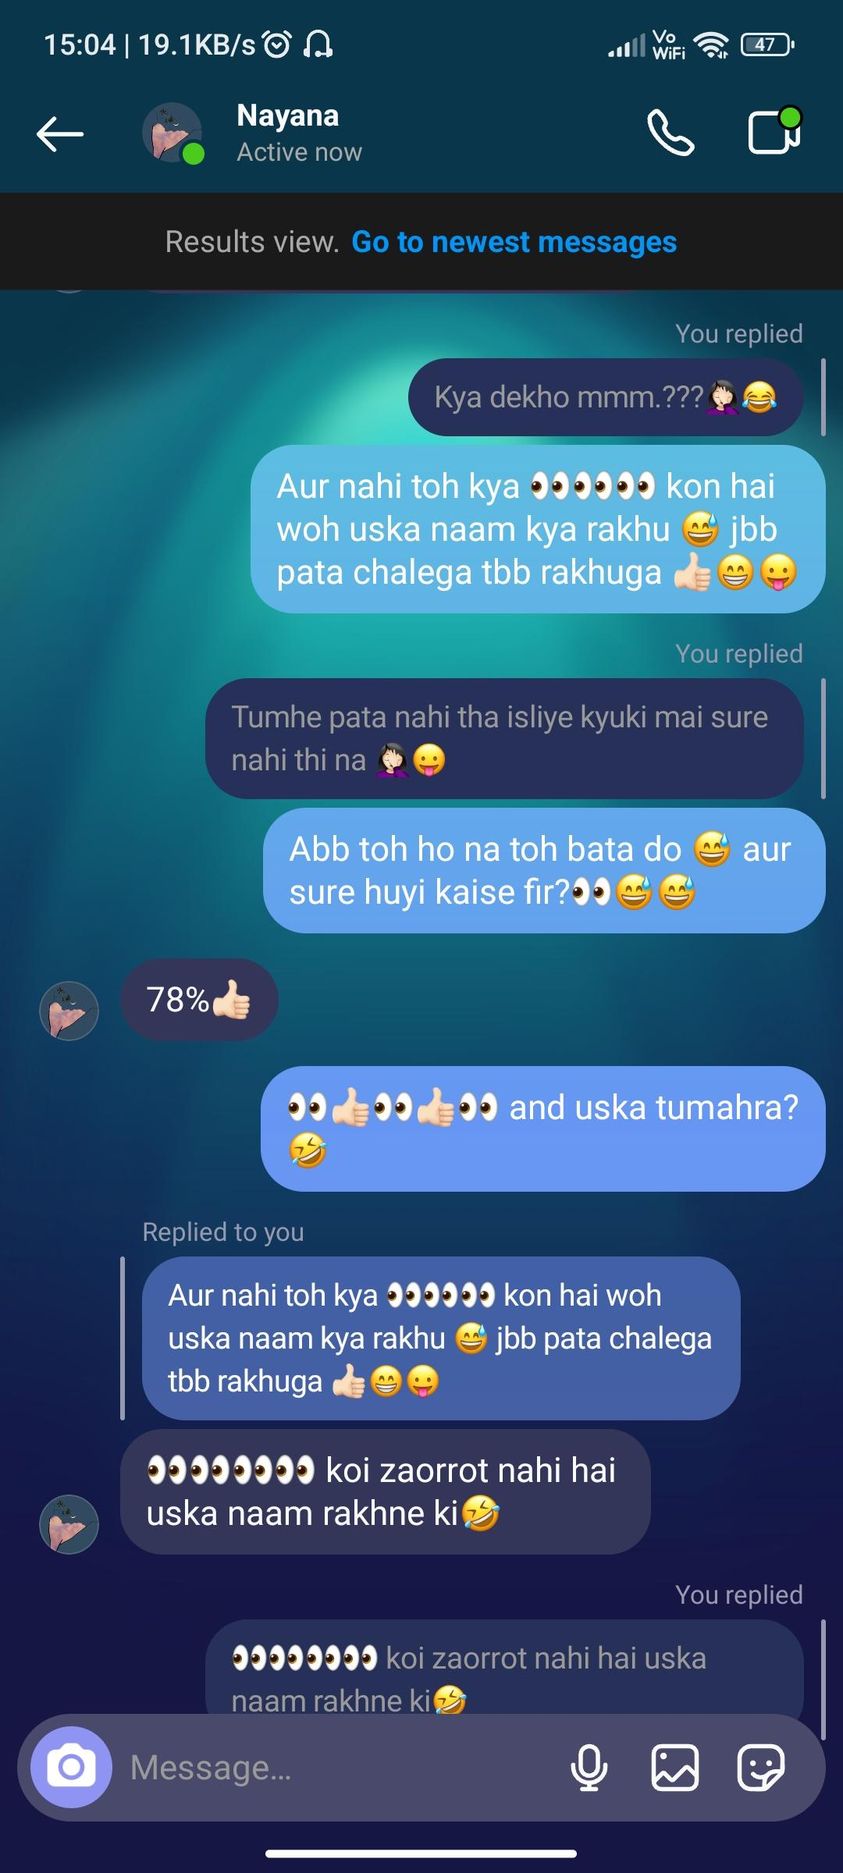 15:04 | 19.1KB/s
Vo
WiFi
47
Nayana
Active now
Results view. Go to newest messages
You replied
Kya dekho mmm.???🤦🏻‍♀️😂
Aur nahi toh kya 👀👀👀 kon hai
woh uska naam kya rakhu 😅 jbb
pata chalega tbb rakhuga 👍🏻😁😛
You replied
Tumhe pata nahi tha isliye kyuki mai sure
nahi thi na 🤦🏻‍♀️😛
Abb toh ho na toh bata do 😅 aur
sure huyi kaise fir?👀😅😅
78%👍🏻
👀👍🏻👀👍🏻👀 and uska tumahra?
🤣
Replied to you
Aur nahi toh kya 👀👀👀 kon hai woh
uska naam kya rakhu 😅 jbb pata chalega
tbb rakhuga 👍🏻😁😛
👀👀👀👀 koi zaorrot nahi hai
uska naam rakhne ki🤣
You replied
👀👀👀👀 koi zaorrot nahi hai uska
naam rakhne ki🤣
Message...